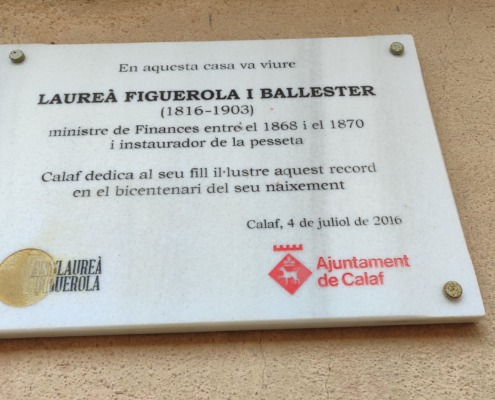 En aquesta casa va viure
LAUREÀ FIGUEROLA I BALLESTER
(1816-1903)
ministre de Finances entre el 1868 i el 1870
i instaurador de la pesseta
Calaf dedica al seu fill il·lustre aquest record
en el bicentenari del seu naixement
Calaf, 4 de juliol de 2016
LAUREÀ
FIGUEROLA
Ajuntament
de Calaf